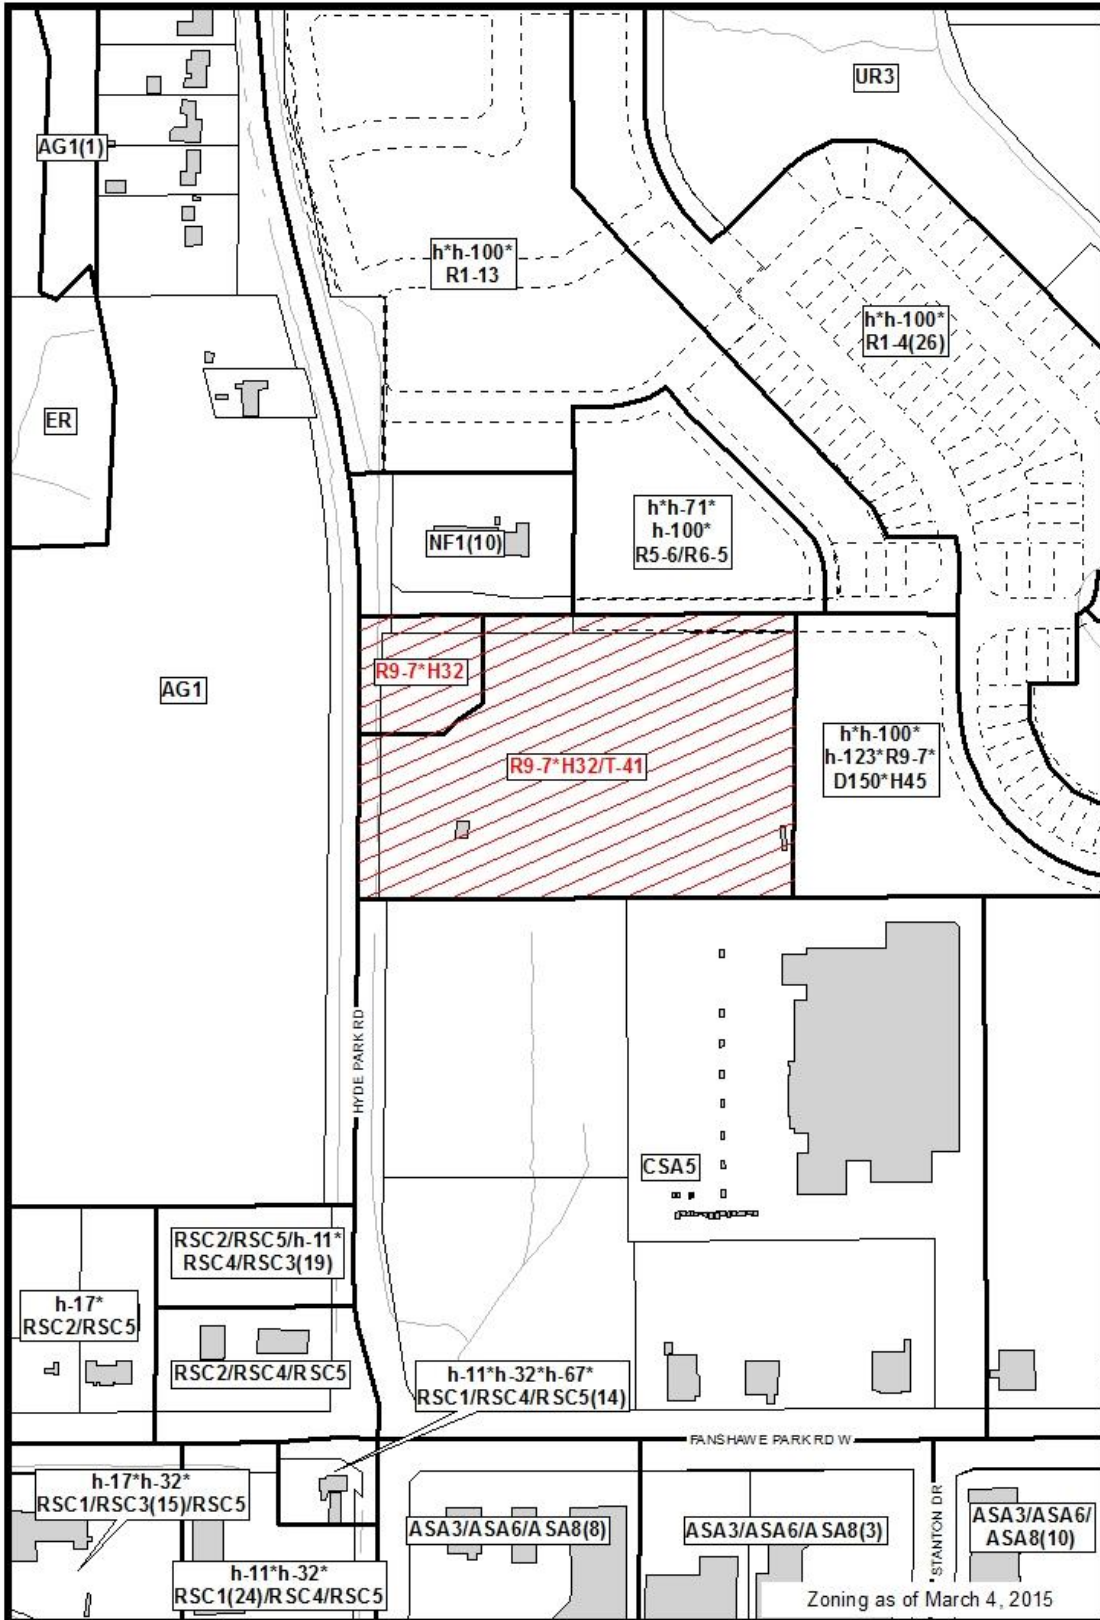 UR3
AG1(1)
h*h-100*
R1-13
h*h-100*
R1-4(26)
ER
h*h-71*
h-100*
R5-6/R6-5
NF1(10)
R9-7*H32
AG1
R9-7*H32/T-41
h*h-100*
h-123*R9-7*
D150*H45
HYDE PARK RD
CSA5
RSC2/RSC5/h-11*
RSC4/RSC3(19)
h-17*
RSC2/RSC5
RSC2/RSC4/RSC5
h-11*h-32*h-67*
RSC1/RSC4/RSC5(14)
FANSHAWE PARK RD W
h-17*h-32*
RSC1/RSC3(15)/RSC5
ASA3/ASA6/ASA8(8)
ASA3/ASA6/ASA8(3)
STANTON DR
ASA3/ASA6/
ASA8(10)
h-11*h-32*
RSC1(24)/RSC4/RSC5
Zoning as of March 4, 2015